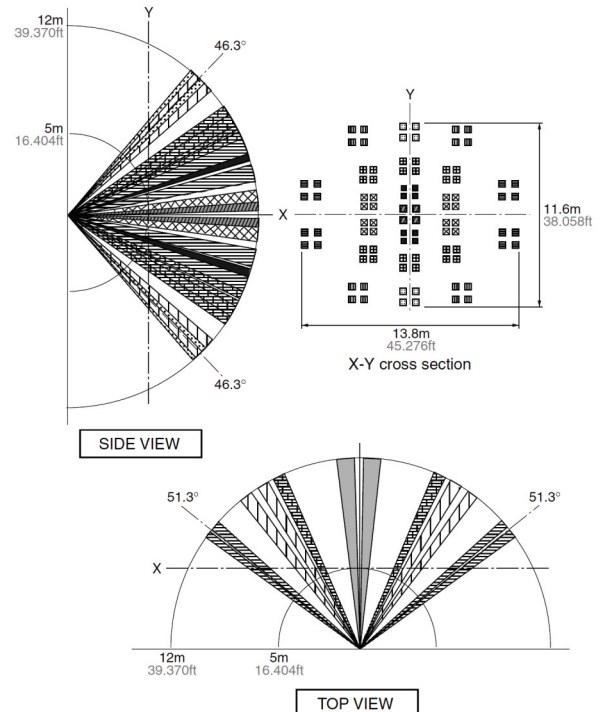 12m
39.370ft
Y
46.3°
5m
16.404ft
X
46.3°
SIDE VIEW
Y
11.6m
38.058ft
13.8m
45.276ft
X-Y cross section
51.3°
51.3°
X
12m
39.370ft
5m
16.404ft
TOP VIEW